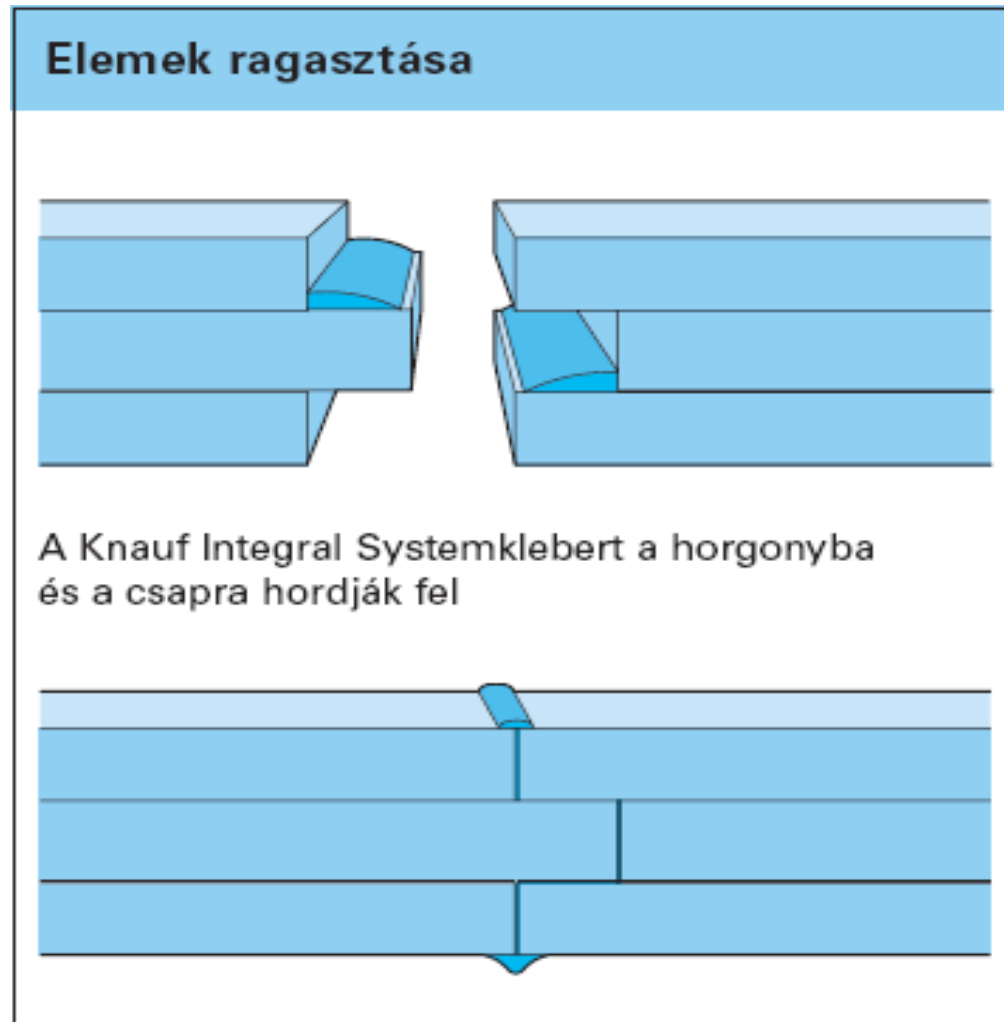 Elemek ragasztása
A Knauf Integral Systemklebert a horgonyba
és a csapra hordják fel